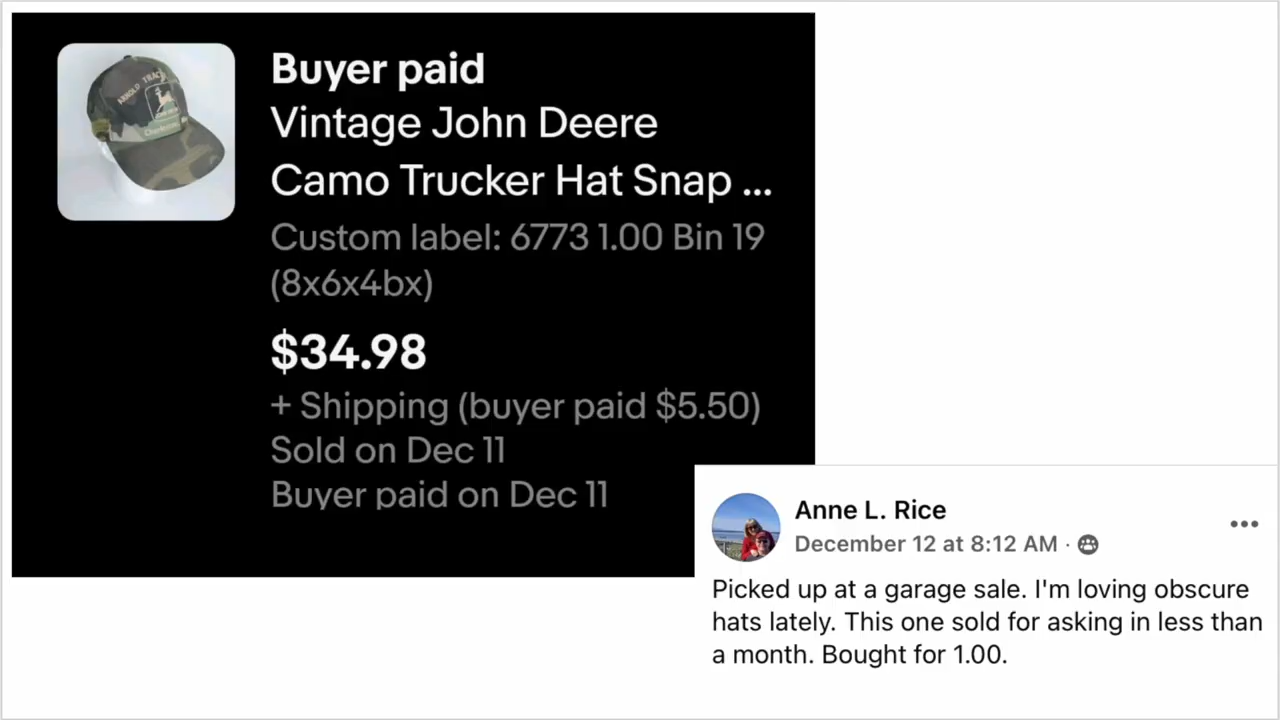 Buyer paid
Vintage John Deere
Camo Trucker Hat Snap ...
Custom label: 6773 1.00 Bin 19
(8x6x4bx)
$34.98
+ Shipping (buyer paid $5.50)
Sold on Dec 11
Buyer paid on Dec 11
Anne L. Rice
December 12 at 8:12 AM ·
Picked up at a garage sale. I'm loving obscure
hats lately. This one sold for asking in less than
a month. Bought for 1.00.